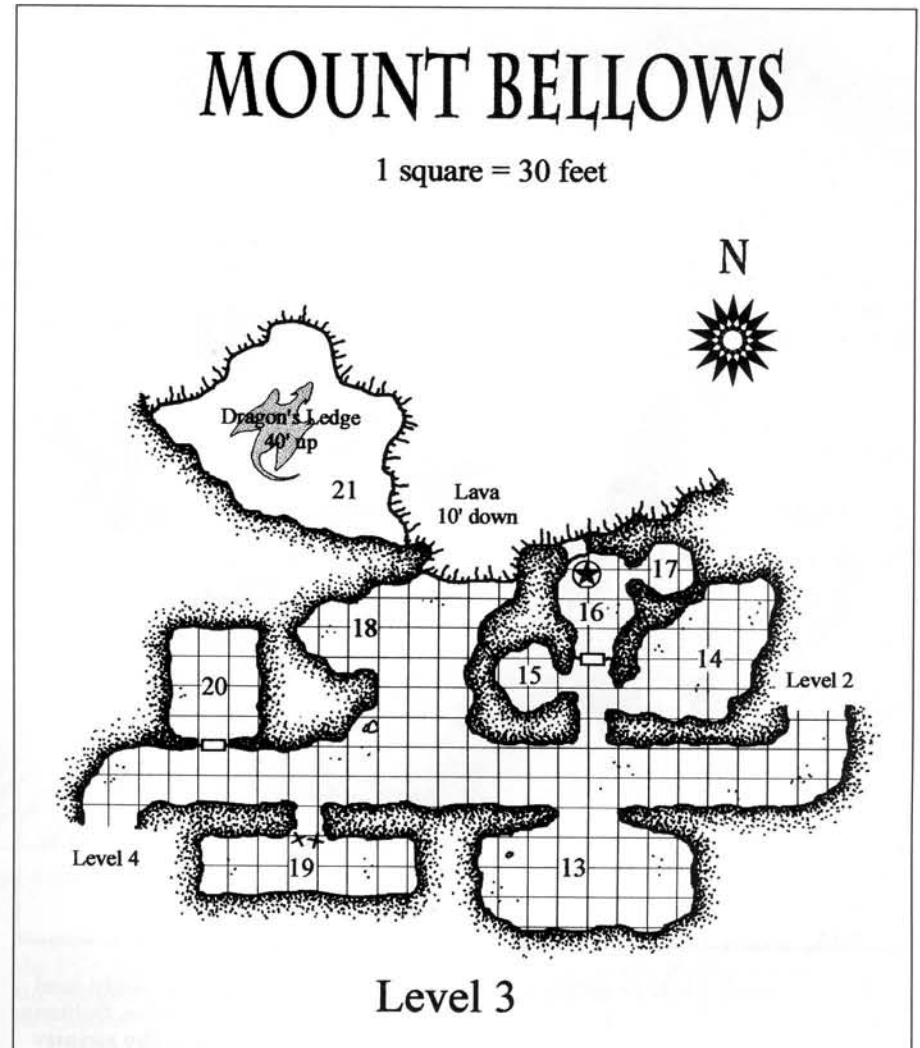 MOUNT BELLOWS
1 square = 30 feet
N
Dragon's Ledge
40' up
21
Lava
10' down
17
16
18
14
15
20
Level 2
Level 4
19
13
Level 3